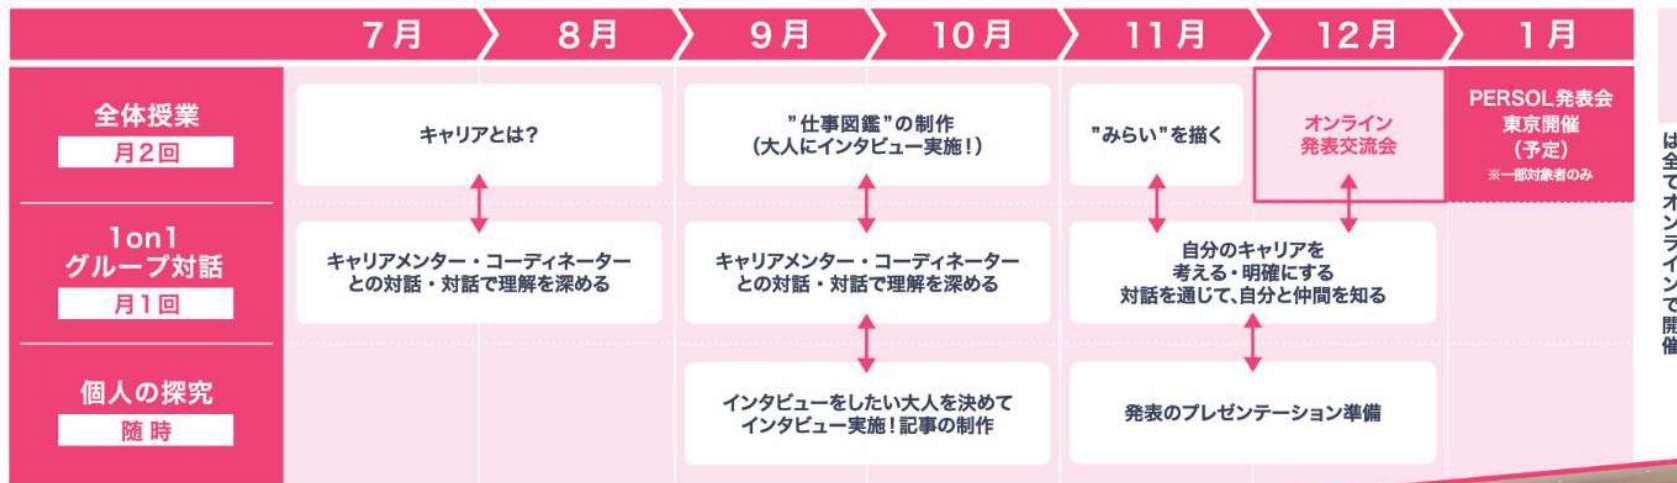 7月
8月
9月
10月
11月
12月
1月
全体授業
月2回
キャリアとは？
"仕事図鑑"の制作
（大人にインタビュー実施！）
"みらい"を描く
オンライン
発表交流会
PERSOL発表会
東京開催
（予定）
※一部対象者のみ
1on1
グループ対話
月1回
キャリアメンター・コーディネーター
との対話・対話で理解を深める
キャリアメンター・コーディネーター
との対話・対話で理解を深める
自分のキャリアを
考える・明確にする
対話を通じて、自分と仲間を知る
個人の探究
随時
インタビューをしたい大人を決めて
インタビュー実施！記事の制作
発表のプレゼンテーション準備
は全てオンラインで開催